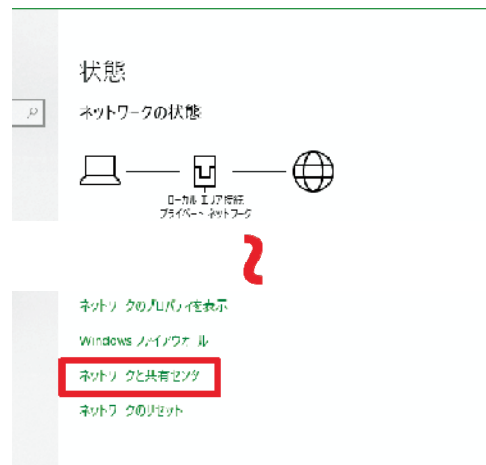 状態
ネットワークの状態
ローカル エリア接続
プライベート ネットワーク
ネットワークのプロパティを表示
Windows ファイアウォール
ネットワークと共有センター
ネットワークのリセット